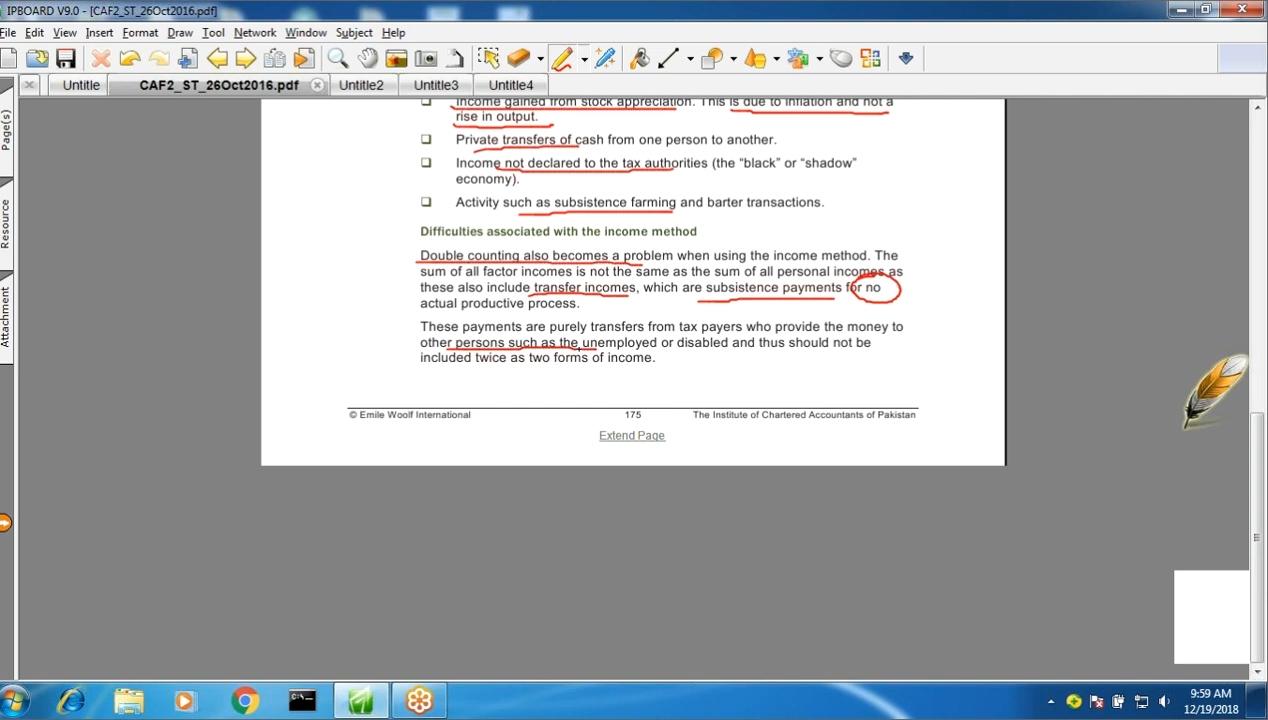 IPBOARD V9.0 - [CAF2_ST_26Oct2016.pdf]
File Edit View Insert Format Draw Tool Network Window Subject Help
Untitle CAF2_ST_26Oct2016.pdf Untitle2 Untitle3 Untitle4
Page(s)
Resource
Attachment
Income gained from stock appreciation. This is due to inflation and not a
rise in output.
Private transfers of cash from one person to another.
Income not declared to the tax authorities (the “black” or “shadow”
economy).
Activity such as subsistence farming and barter transactions.
Difficulties associated with the income method
Double counting also becomes a problem when using the income method. The
sum of all factor incomes is not the same as the sum of all personal incomes as
these also include transfer incomes, which are subsistence payments for no
actual productive process.
These payments are purely transfers from tax payers who provide the money to
other persons such as the unemployed or disabled and thus should not be
included twice as two forms of income.
© Emile Woolf International 175 The Institute of Chartered Accountants of Pakistan
Extend Page
9:59 AM
12/19/2018